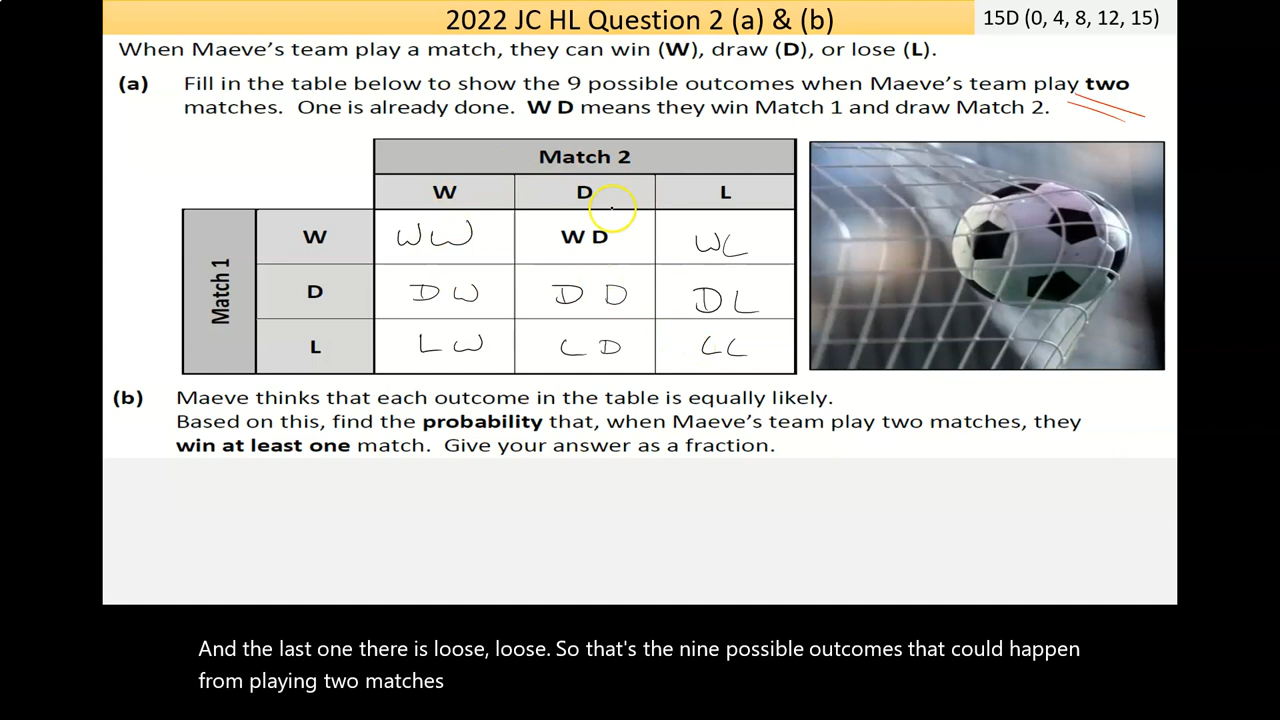 2022 JC HL Question 2 (a) & (b)
15D (0, 4, 8, 12, 15)
When Maeve's team play a match, they can win (W), draw (D), or lose (L).
(a) Fill in the table below to show the 9 possible outcomes when Maeve's team play two
matches. One is already done. W D means they win Match 1 and draw Match 2.
Match 2
W D L
Match 1
W WW W D WL
D DW DD DL
L LW LD LL
(b) Maeve thinks that each outcome in the table is equally likely.
Based on this, find the probability that, when Maeve's team play two matches, they
win at least one match. Give your answer as a fraction.
And the last one there is loose, loose. So that's the nine possible outcomes that could happen
from playing two matches